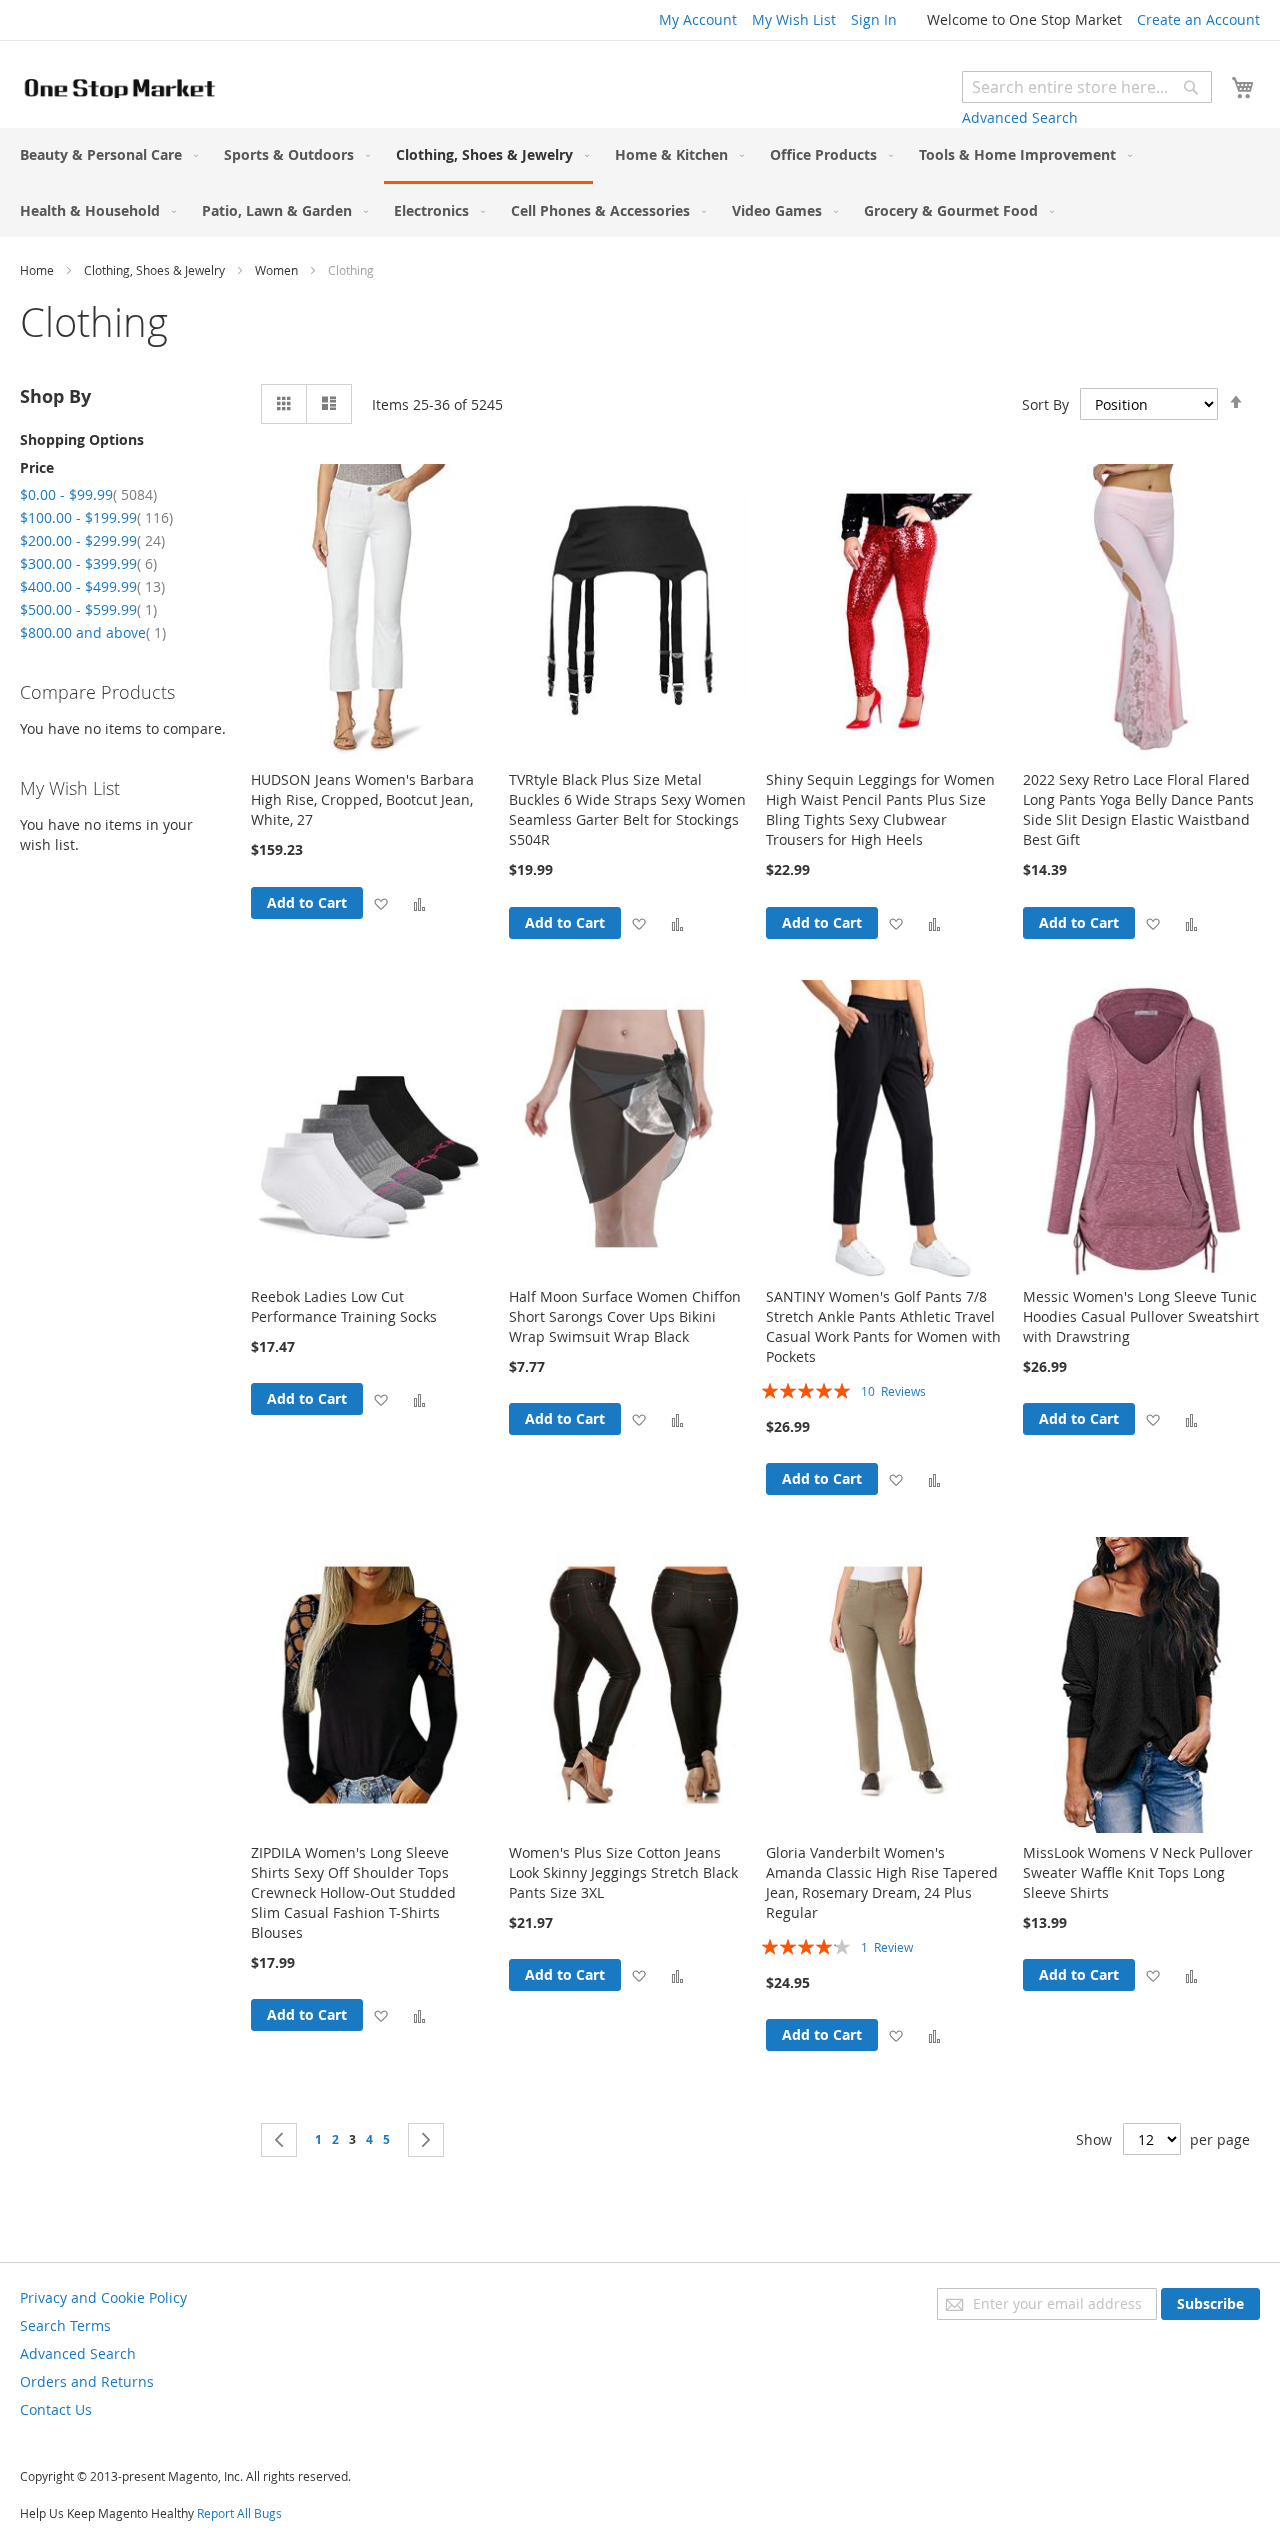 My Account My Wish List Sign In Welcome to One Stop Market Create an Account
One Stop Market
Search entire store here...
Advanced Search
Beauty & Personal Care Sports & Outdoors Clothing, Shoes & Jewelry Home & Kitchen Office Products Tools & Home Improvement
Health & Household Patio, Lawn & Garden Electronics Cell Phones & Accessories Video Games Grocery & Gourmet Food
Home Clothing, Shoes & Jewelry Women Clothing
Clothing
Shop By
Shopping Options
Price
$0.00 - $99.99( 5084)
$100.00 - $199.99( 116)
$200.00 - $299.99( 24)
$300.00 - $399.99( 6)
$400.00 - $499.99( 13)
$500.00 - $599.99( 1)
$800.00 and above( 1)
Compare Products
You have no items to compare.
My Wish List
You have no items in your
wish list.
Items 25-36 of 5245
Sort By Position
HUDSON Jeans Women's Barbara
High Rise, Cropped, Bootcut Jean,
White, 27
$159.23
Add to Cart
TVRtyle Black Plus Size Metal
Buckles 6 Wide Straps Sexy Women
Seamless Garter Belt for Stockings
S504R
$19.99
Add to Cart
Shiny Sequin Leggings for Women
High Waist Pencil Pants Plus Size
Bling Tights Sexy Clubwear
Trousers for High Heels
$22.99
Add to Cart
2022 Sexy Retro Lace Floral Flared
Long Pants Yoga Belly Dance Pants
Side Slit Design Elastic Waistband
Best Gift
$14.39
Add to Cart
Reebok Ladies Low Cut
Performance Training Socks
$17.47
Add to Cart
Half Moon Surface Women Chiffon
Short Sarongs Cover Ups Bikini
Wrap Swimsuit Wrap Black
$7.77
Add to Cart
SANTINY Women's Golf Pants 7/8
Stretch Ankle Pants Athletic Travel
Casual Work Pants for Women with
Pockets
10 Reviews
$26.99
Add to Cart
Messic Women's Long Sleeve Tunic
Hoodies Casual Pullover Sweatshirt
with Drawstring
$26.99
Add to Cart
ZIPDILA Women's Long Sleeve
Shirts Sexy Off Shoulder Tops
Crewneck Hollow-Out Studded
Slim Casual Fashion T-Shirts
Blouses
$17.99
Add to Cart
Women's Plus Size Cotton Jeans
Look Skinny Jeggings Stretch Black
Pants Size 3XL
$21.97
Add to Cart
Gloria Vanderbilt Women's
Amanda Classic High Rise Tapered
Jean, Rosemary Dream, 24 Plus
Regular
1 Review
$24.95
Add to Cart
MissLook Womens V Neck Pullover
Sweater Waffle Knit Tops Long
Sleeve Shirts
$13.99
Add to Cart
1 2 3 4 5
Show 12 per page
Privacy and Cookie Policy
Search Terms
Advanced Search
Orders and Returns
Contact Us
Enter your email address
Subscribe
Copyright © 2013-present Magento, Inc. All rights reserved.
Help Us Keep Magento Healthy Report All Bugs